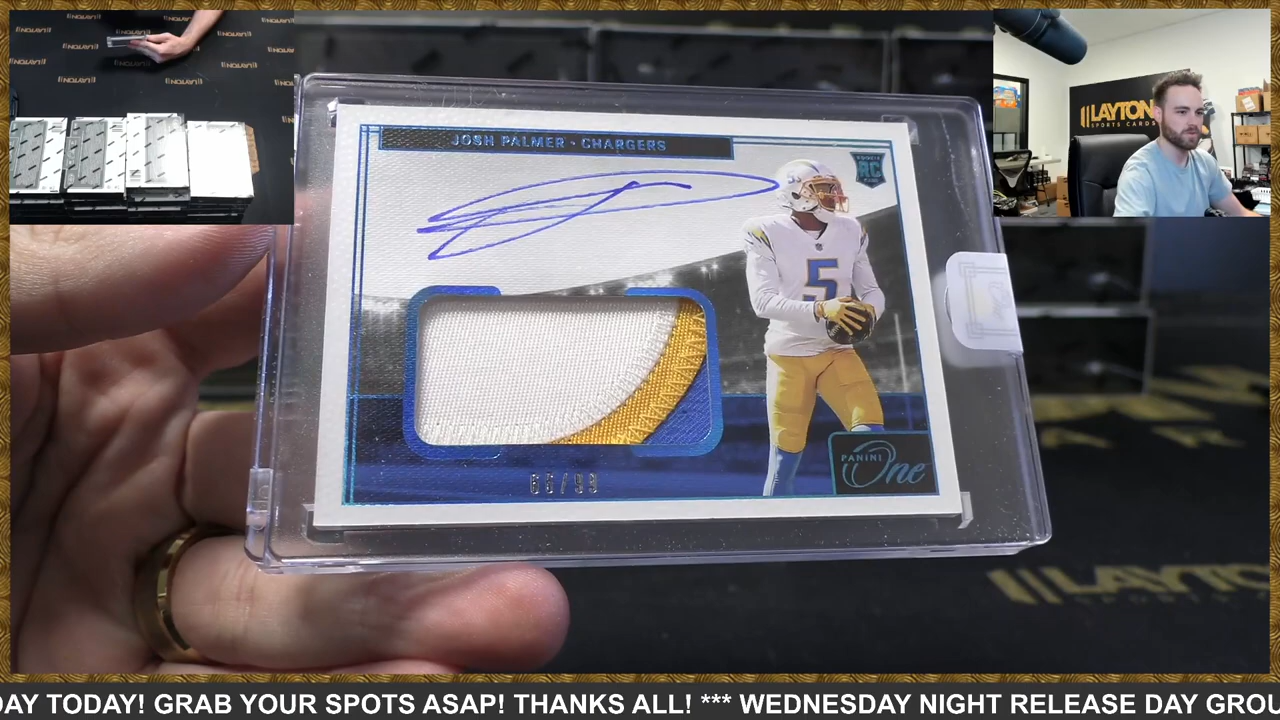 LAYTON
SPORTS CARDS
JOSH PALMER · CHARGERS
RC
5
PANINI One
DAY TODAY! GRAB YOUR SPOTS ASAP! THANKS ALL! *** WEDNESDAY NIGHT RELEASE DAY GROU